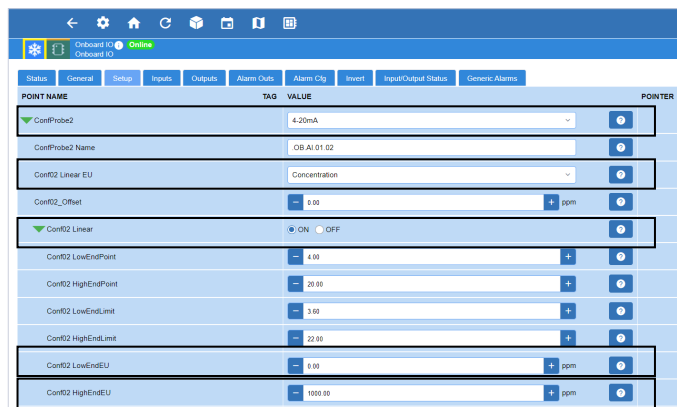 Onboard IO i Online
Onboard IO
Status General Setup Inputs Outputs Alarm Outs Alarm Cfg Invert Input/Output Status Generic Alarms
POINT NAME TAG VALUE POINTER
ConfProbe2 4-20mA ?
ConfProbe2 Name .OB.AI.01.02 ?
Conf02 Linear EU Concentration ?
Conf02_Offset − 0.00 + ppm ?
Conf02 Linear ON OFF ?
Conf02 LowEndPoint − 4.00 + ?
Conf02 HighEndPoint − 20.00 + ?
Conf02 LowEndLimit − 3.60 + ?
Conf02 HighEndLimit − 22.00 + ?
Conf02 LowEndEU − 0.00 + ppm ?
Conf02 HighEndEU − 1000.00 + ppm ?